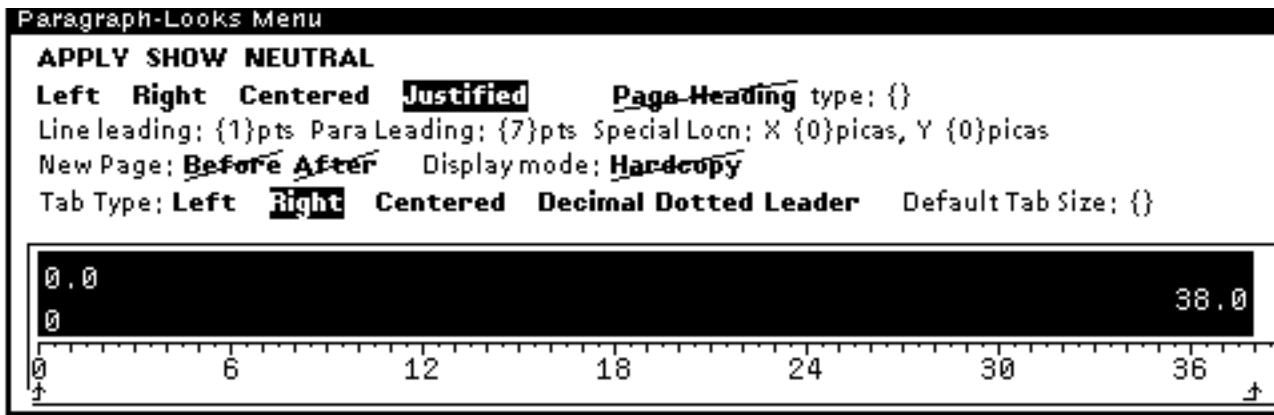 Paragraph-Looks Menu
APPLY SHOW NEUTRAL
Left Right Centered Justified Page Heading type: {}
Line leading: {1}pts Para Leading: {7}pts Special Locn: X {0}picas, Y {0}picas
New Page: Before After Display mode: Hardcopy
Tab Type: Left Right Centered Decimal Dotted Leader Default Tab Size: {}
0.0
38.0
0
0 6 12 18 24 30 36